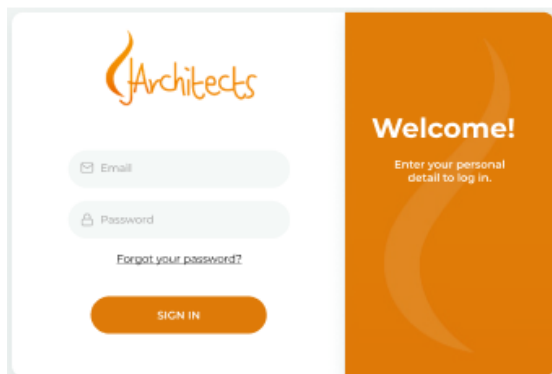 jArchitects
Email
Password
Forgot your password?
SIGN IN
Welcome!
Enter your personal
detail to log in.